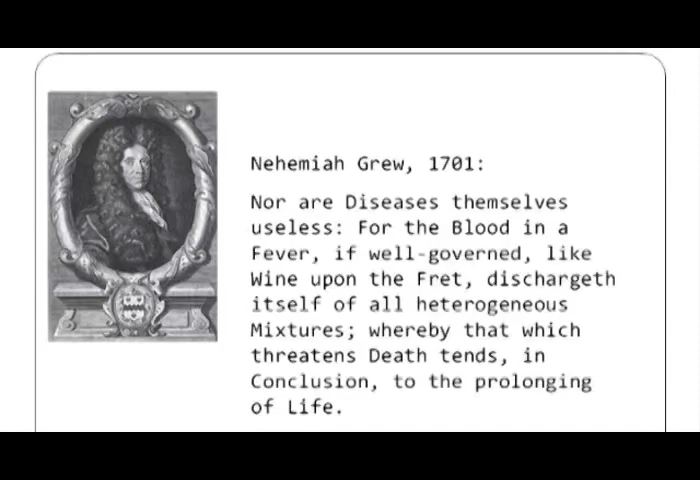 Nehemiah Grew, 1701:
Nor are Diseases themselves
useless: For the Blood in a
Fever, if well-governed, like
Wine upon the Fret, dischargeth
itself of all heterogeneous
Mixtures; whereby that which
threatens Death tends, in
Conclusion, to the prolonging
of Life.